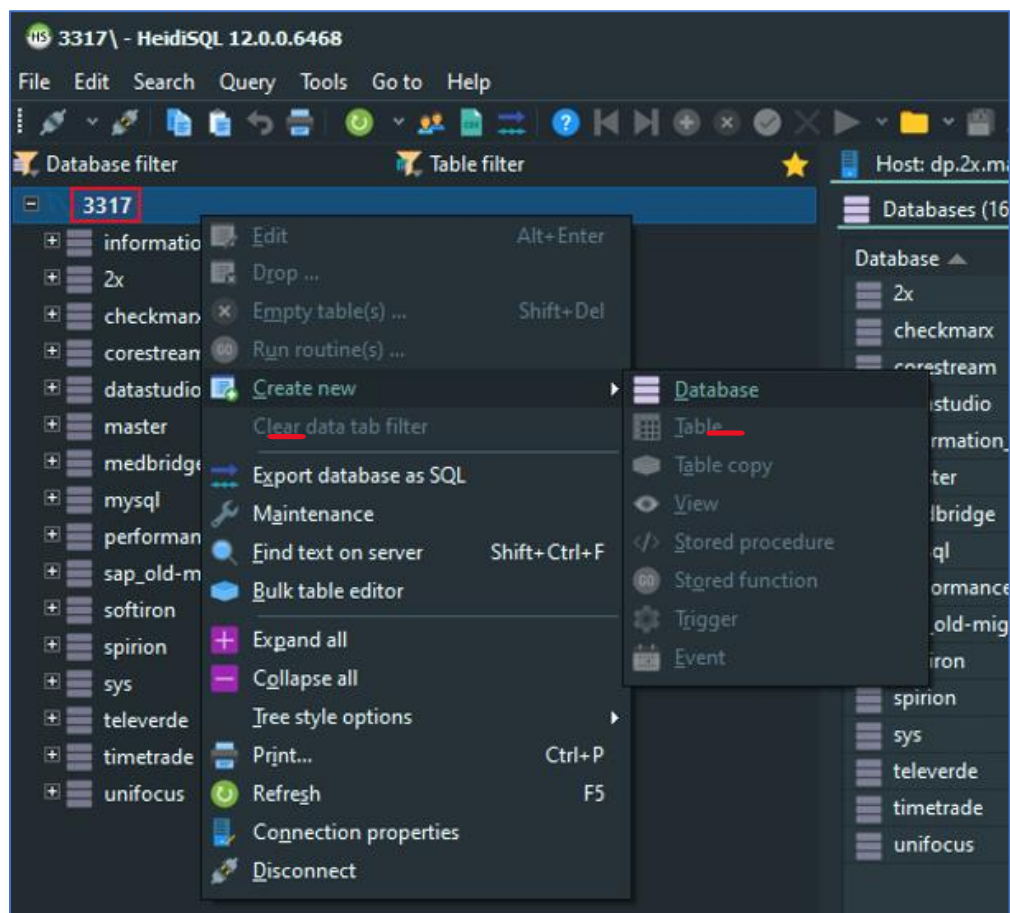 3317\ - HeidiSQL 12.0.0.6468
File Edit Search Query Tools Go to Help
Database filter Table filter Host: dp.2x.ma
3317
Databases (16
informatio
2x
checkmarx
corestream
datastudio
master
medbridge
mysql
performan
sap_old-m
softiron
spirion
sys
televerde
timetrade
unifocus
Edit Alt+Enter
Drop ...
Empty table(s) ... Shift+Del
Run routine(s) ...
Create new
Clear data tab filter
Export database as SQL
Maintenance
Find text on server Shift+Ctrl+F
Bulk table editor
Expand all
Collapse all
Tree style options
Print... Ctrl+P
Refresh F5
Connection properties
Disconnect
Database
Table
Table copy
View
Stored procedure
Stored function
Trigger
Event
Database
2x
checkmarx
corestream
astudio
rmation_
ter
lbridge
ql
ormance
_old-mig
iron
spirion
sys
televerde
timetrade
unifocus